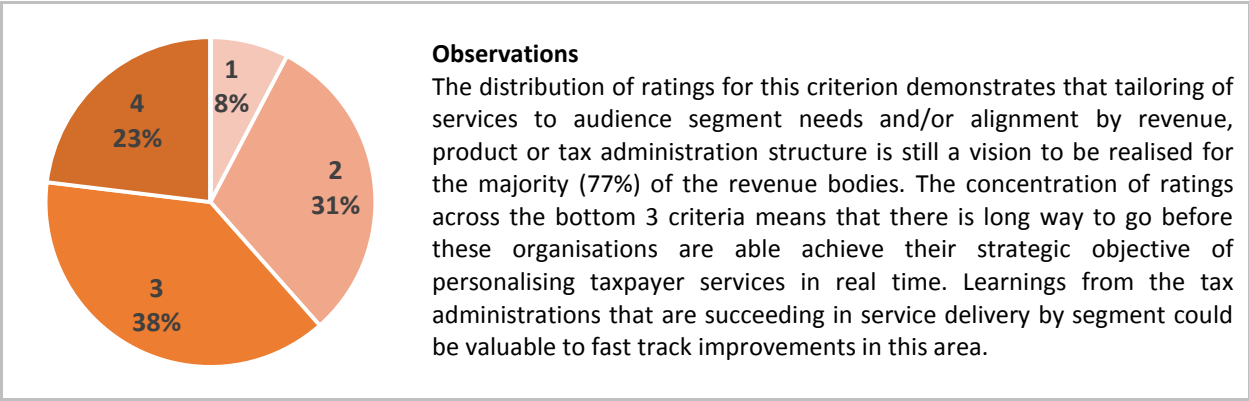 1
8%
2
31%
3
38%
4
23%
Observations
The distribution of ratings for this criterion demonstrates that tailoring of
services to audience segment needs and/or alignment by revenue,
product or tax administration structure is still a vision to be realised for
the majority (77%) of the revenue bodies. The concentration of ratings
across the bottom 3 criteria means that there is long way to go before
these organisations are able achieve their strategic objective of
personalising taxpayer services in real time. Learnings from the tax
administrations that are succeeding in service delivery by segment could
be valuable to fast track improvements in this area.